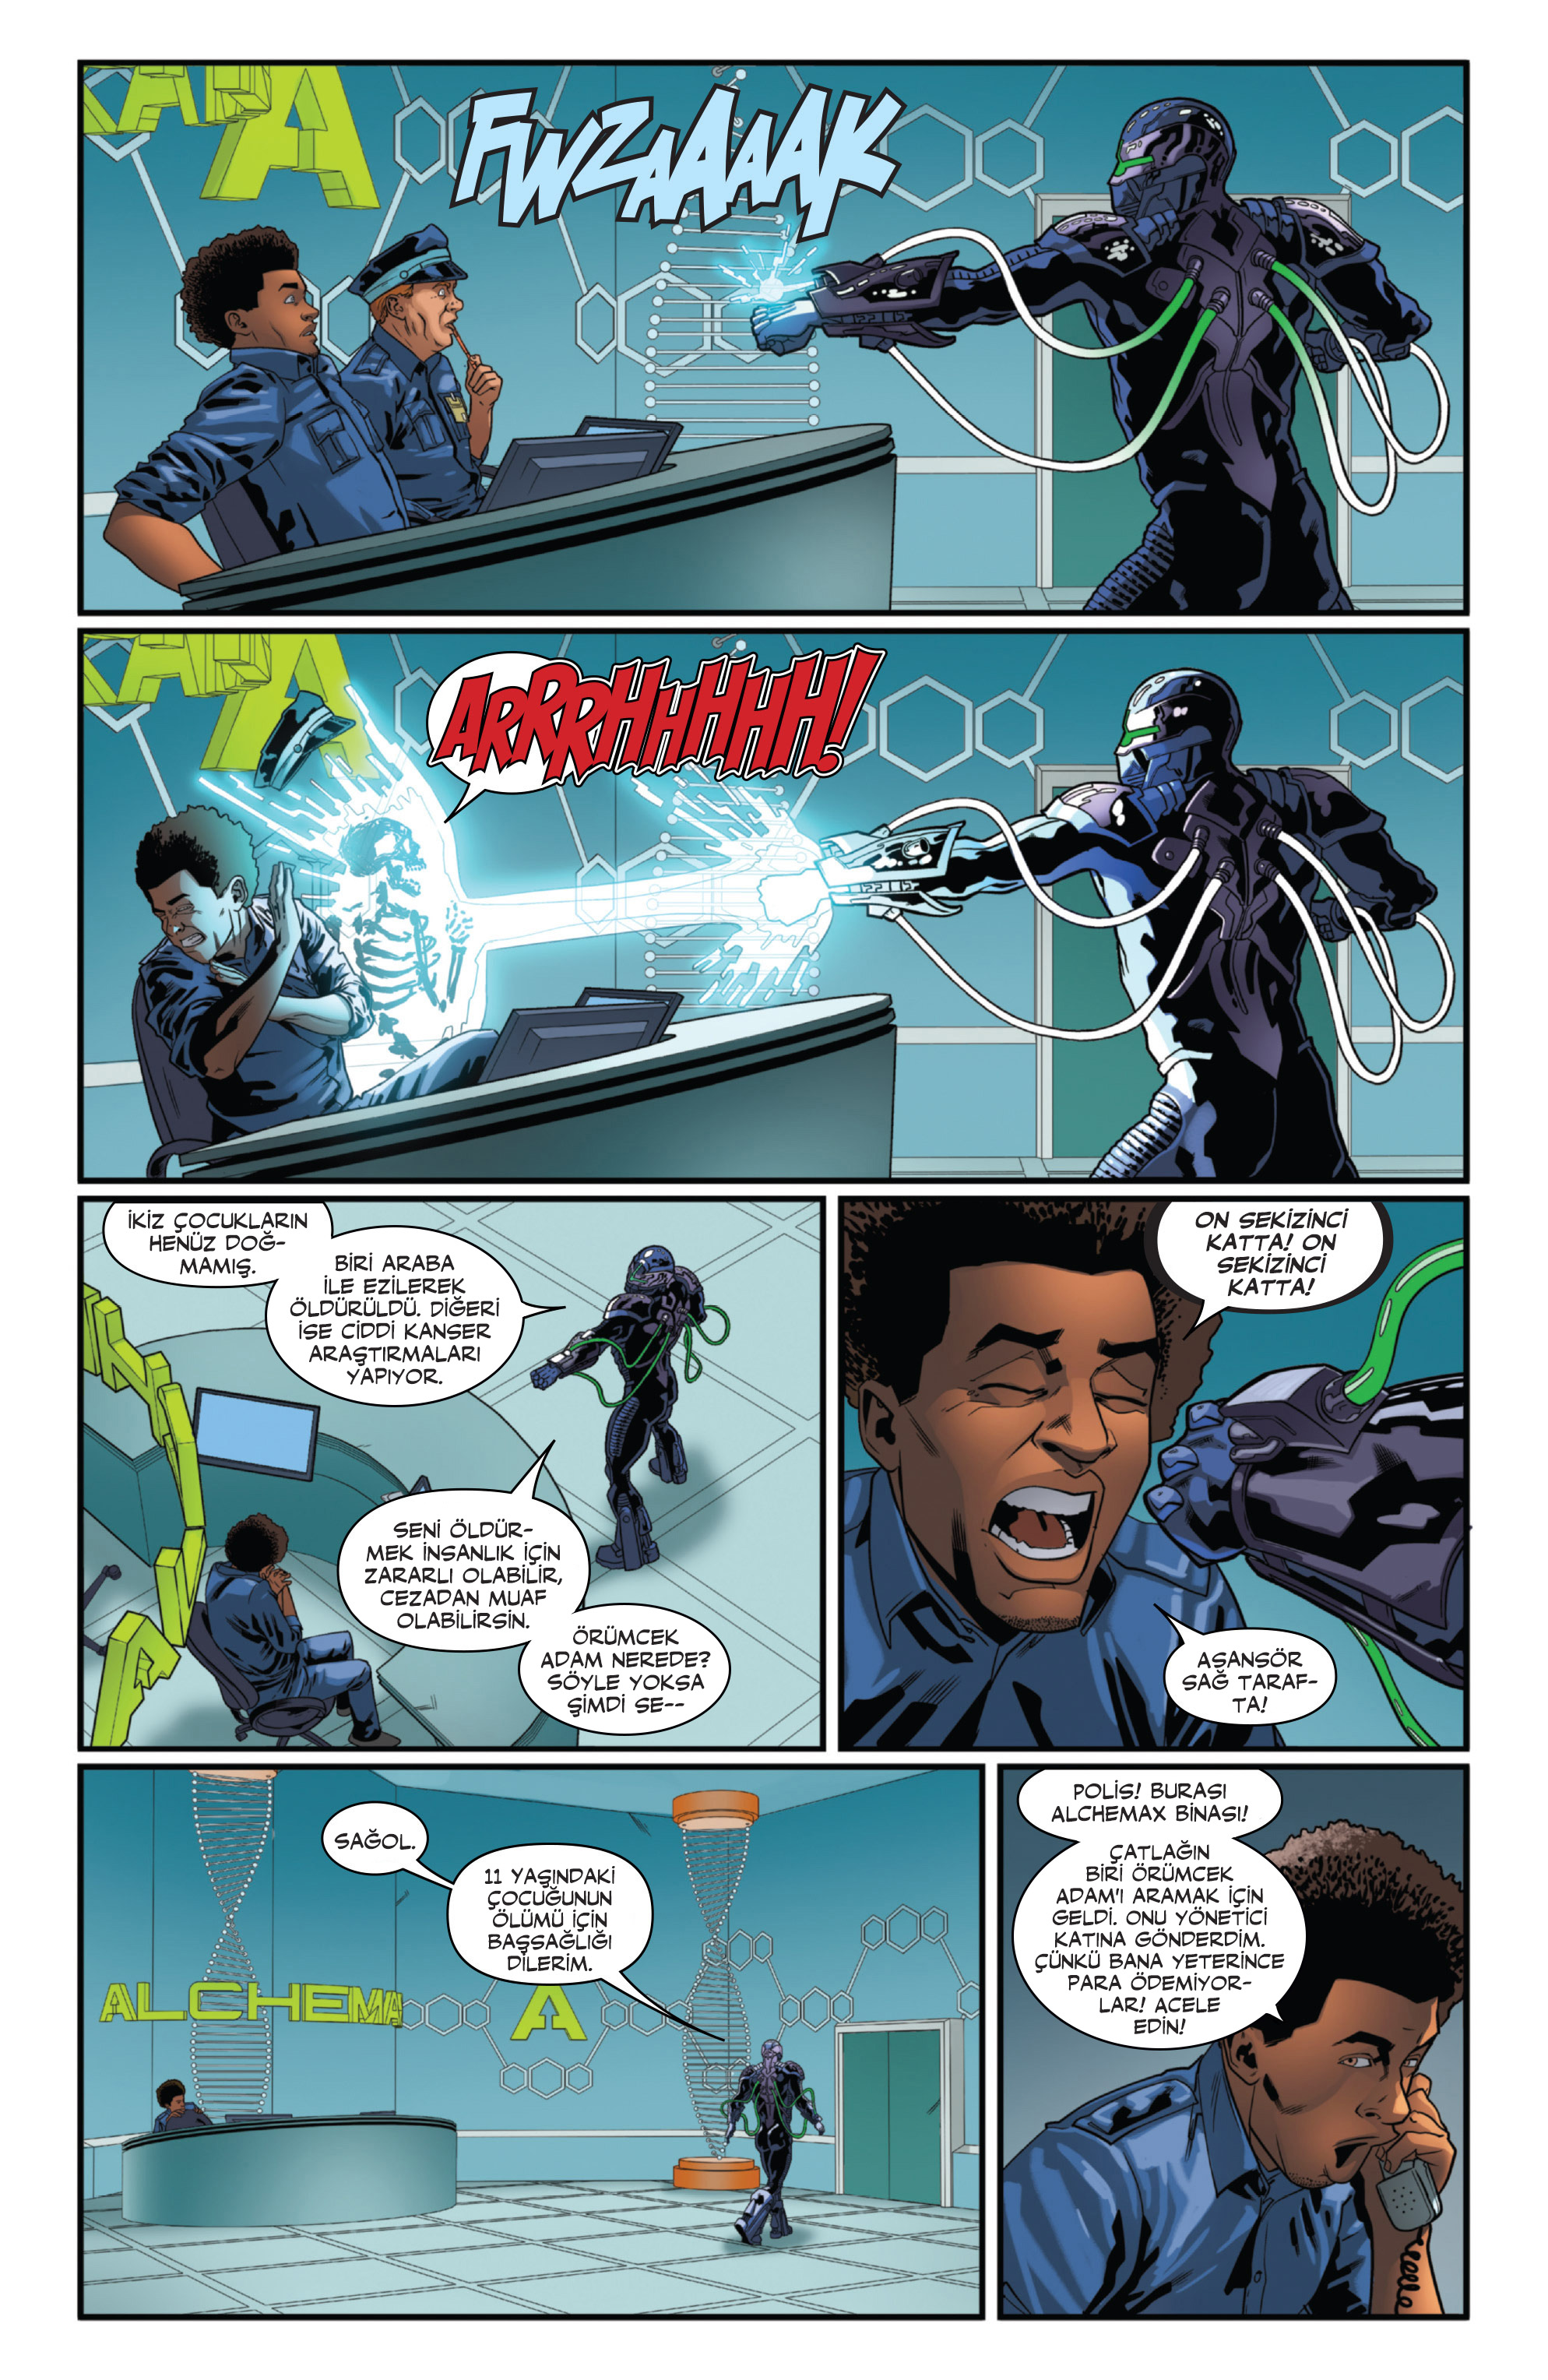 FWZAAAAAK
ARRRHHHHH!
İKİZ ÇOCUKLARIN
HENÜZ DOĞ-
MAMIŞ.
BİRİ ARABA
İLE EZİLEREK
ÖLDÜRÜLDÜ. DİĞERİ
İSE CİDDİ KANSER
ARAŞTIRMALARI
YAPIYOR.
SENİ ÖLDÜR-
MEK İNSANLIK İÇİN
ZARARLI OLABİLİR,
CEZADAN MUAF
OLABİLİRSİN.
ÖRÜMCEK
ADAM NEREDE?
SÖYLE YOKSA
ŞİMDİ SE--
ON SEKİZİNCİ
KATTA! ON
SEKİZİNCİ
KATTA!
ASANSÖR
SAĞ TARAF-
TA!
SAĞOL.
11 YAŞINDAKİ
ÇOCUĞUNUN
ÖLÜMÜ İÇİN
BAŞSAĞLIĞI
DİLERİM.
ALCHEMA
A
POLİS! BURASI
ALCHEMAX BİNASI!
ÇATLAĞIN
BİRİ ÖRÜMCEK
ADAM'I ARAMAK İÇİN
GELDİ. ONU YÖNETİCİ
KATINA GÖNDERDİM.
ÇÜNKÜ BANA YETERİNCE
PARA ÖDEMİYOR-
LAR! ACELE
EDİN!